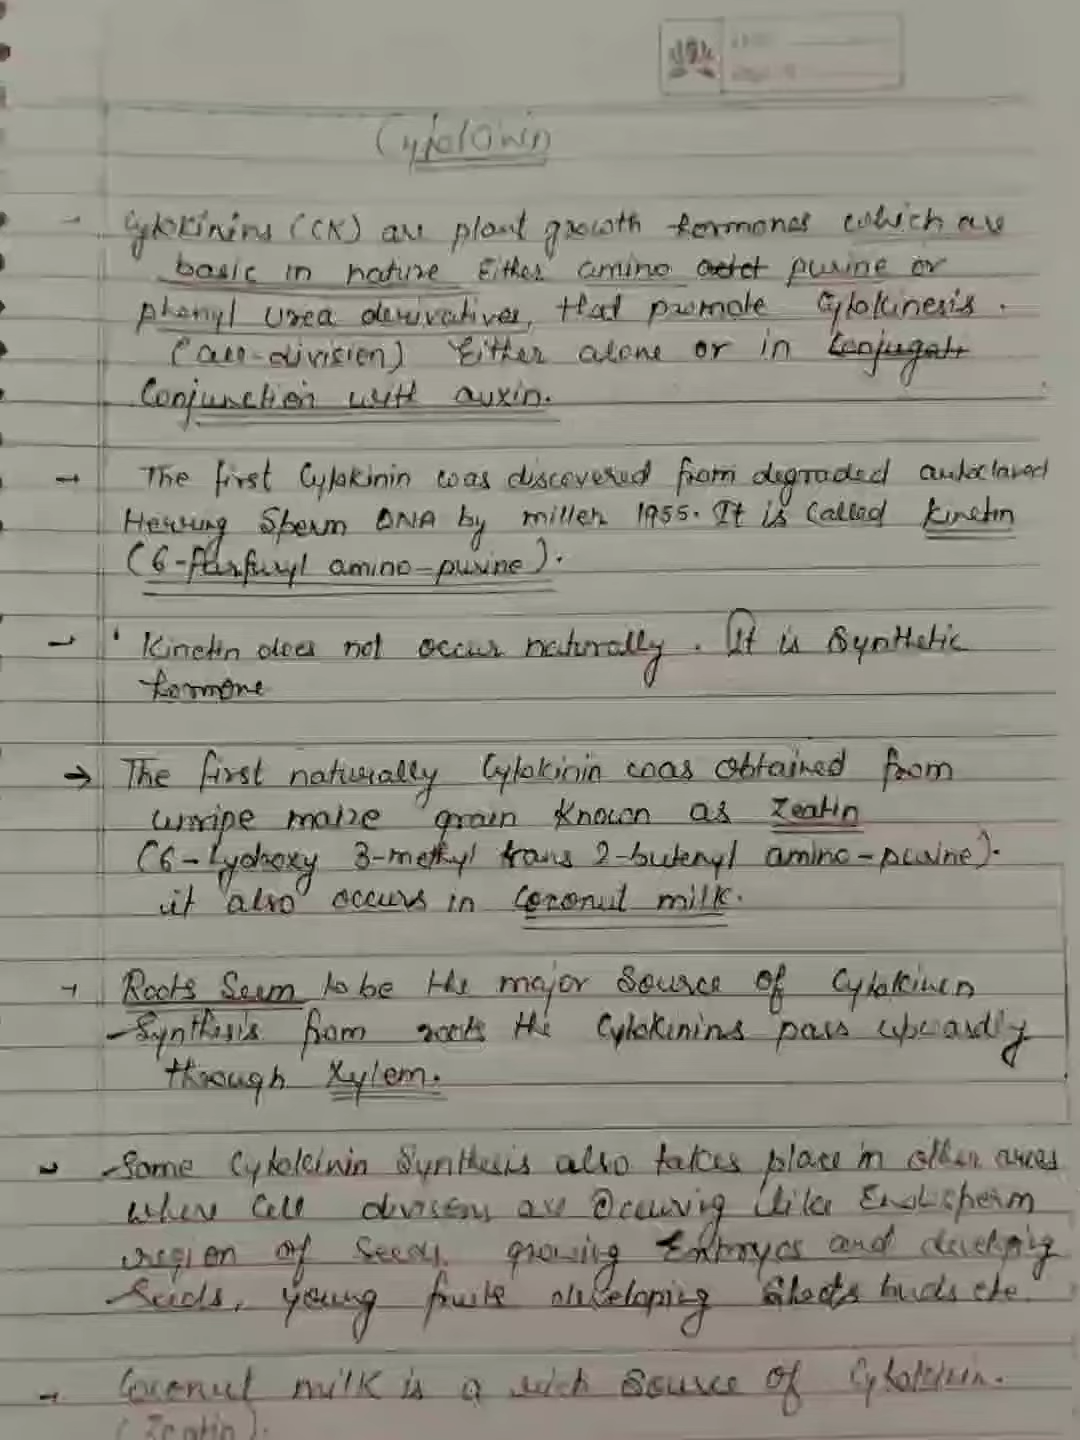 Cytokinin
Cytokinins (CK) are plant growth hormones which are
basic in nature Either amino purine or
phenyl urea derivatives, that promote Cytokinesis.
(cell-division) Either alone or in Conjugat
Conjunction with auxin.
The first Cytokinin was discovered from degraded autoclaved
Herring Sperm DNA by miller 1955. It is Called kinetin
(6-furfuryl amino-purine).
Kinetin does not occur naturally. It is Synthetic
hormone
→ The first naturally Cytokinin was obtained from
unripe maize grain Known as Zeatin
(6-hydroxy 3-methyl trans 2-butenyl amino-purine).
it also occurs in Coconut milk.
Roots Seem to be the major Source of Cytokinin
Synthesis from roots the Cytokinins pass upwardly
through Xylem.
Some Cytokinin Synthesis also takes place in other areas
where Cell divisions are Occuring like Endosperm
region of Seeds, growing Embroyos and developing
Seeds, young fruits developing Shoots buds etc.
Coconut milk is a rich Source of Cytokinin.
(Zeatin).